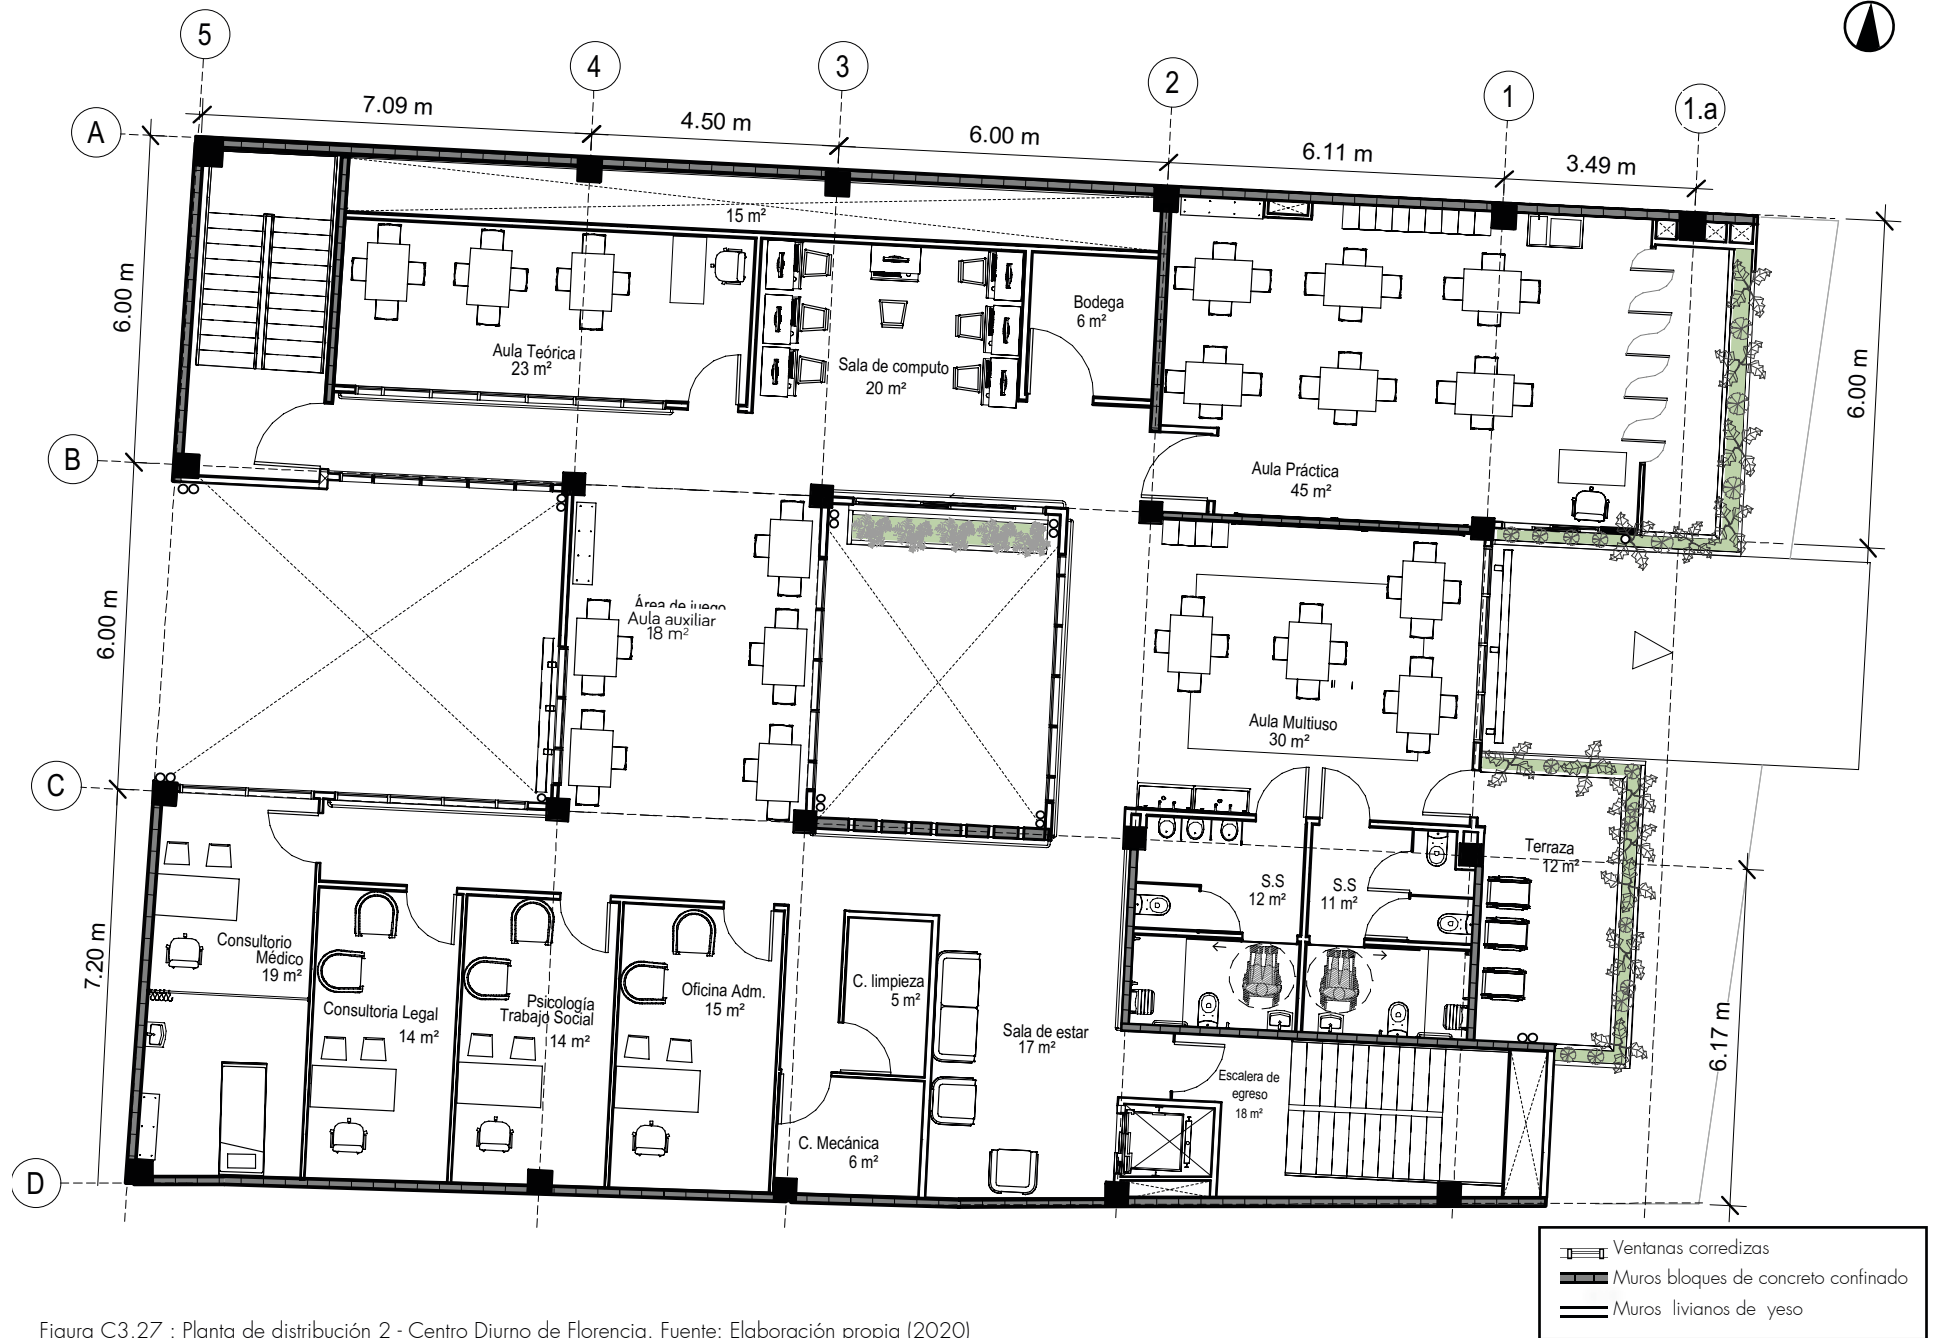 5
4
3
2
1
1.a
A
7.09 m
4.50 m
6.00 m
6.11 m
3.49 m
15 m²
6.00 m
Bodega
6 m²
Aula Teórica
23 m²
Sala de computo
20 m²
6.00 m
B
Aula Práctica
45 m²
6.00 m
Área de juego
Aula auxiliar
18 m²
Aula Multiuso
30 m²
C
Terraza
12 m²
S.S
12 m²
S.S
11 m²
7.20 m
Consultorio
Médico
19 m²
Consultoria Legal
14 m²
Psicología
Trabajo Social
14 m²
Oficina Adm.
15 m²
C. limpieza
5 m²
Sala de estar
17 m²
6.17 m
Escalera de
egreso
18 m²
C. Mecánica
6 m²
D
Ventanas corredizas
Muros bloques de concreto confinado
Muros livianos de yeso
Figura C3.27 : Planta de distribución 2 - Centro Diurno de Florencia. Fuente: Elaboración propia (2020)